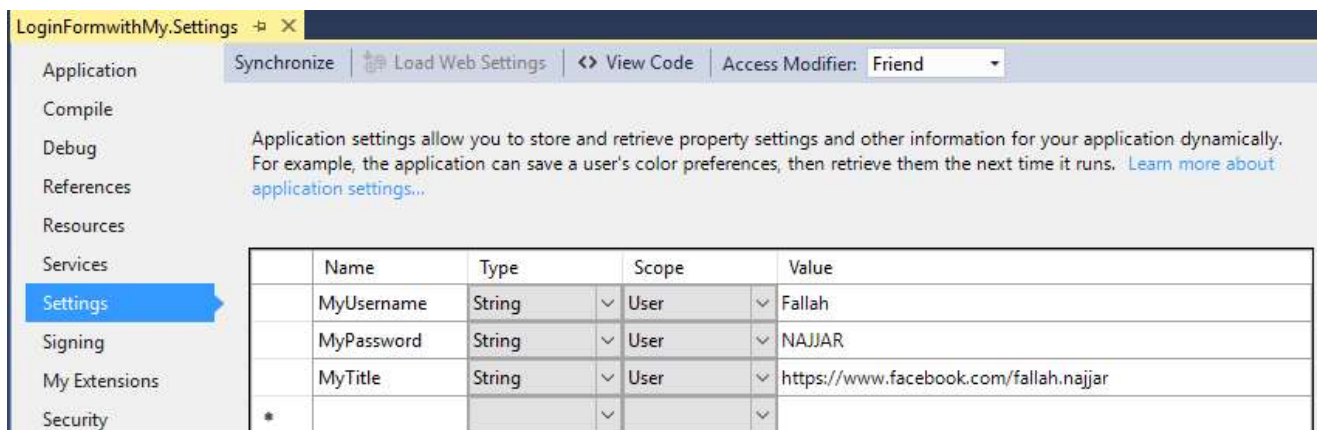 LoginFormwithMy.Settings
Synchronize Load Web Settings <> View Code Access Modifier: Friend
Application
Compile
Debug
References
Resources
Services
Settings
Signing
My Extensions
Security
Application settings allow you to store and retrieve property settings and other information for your application dynamically.
For example, the application can save a user's color preferences, then retrieve them the next time it runs. Learn more about
application settings...
Name Type Scope Value
MyUsername String User Fallah
MyPassword String User NAJJAR
MyTitle String User https://www.facebook.com/fallah.najjar
*